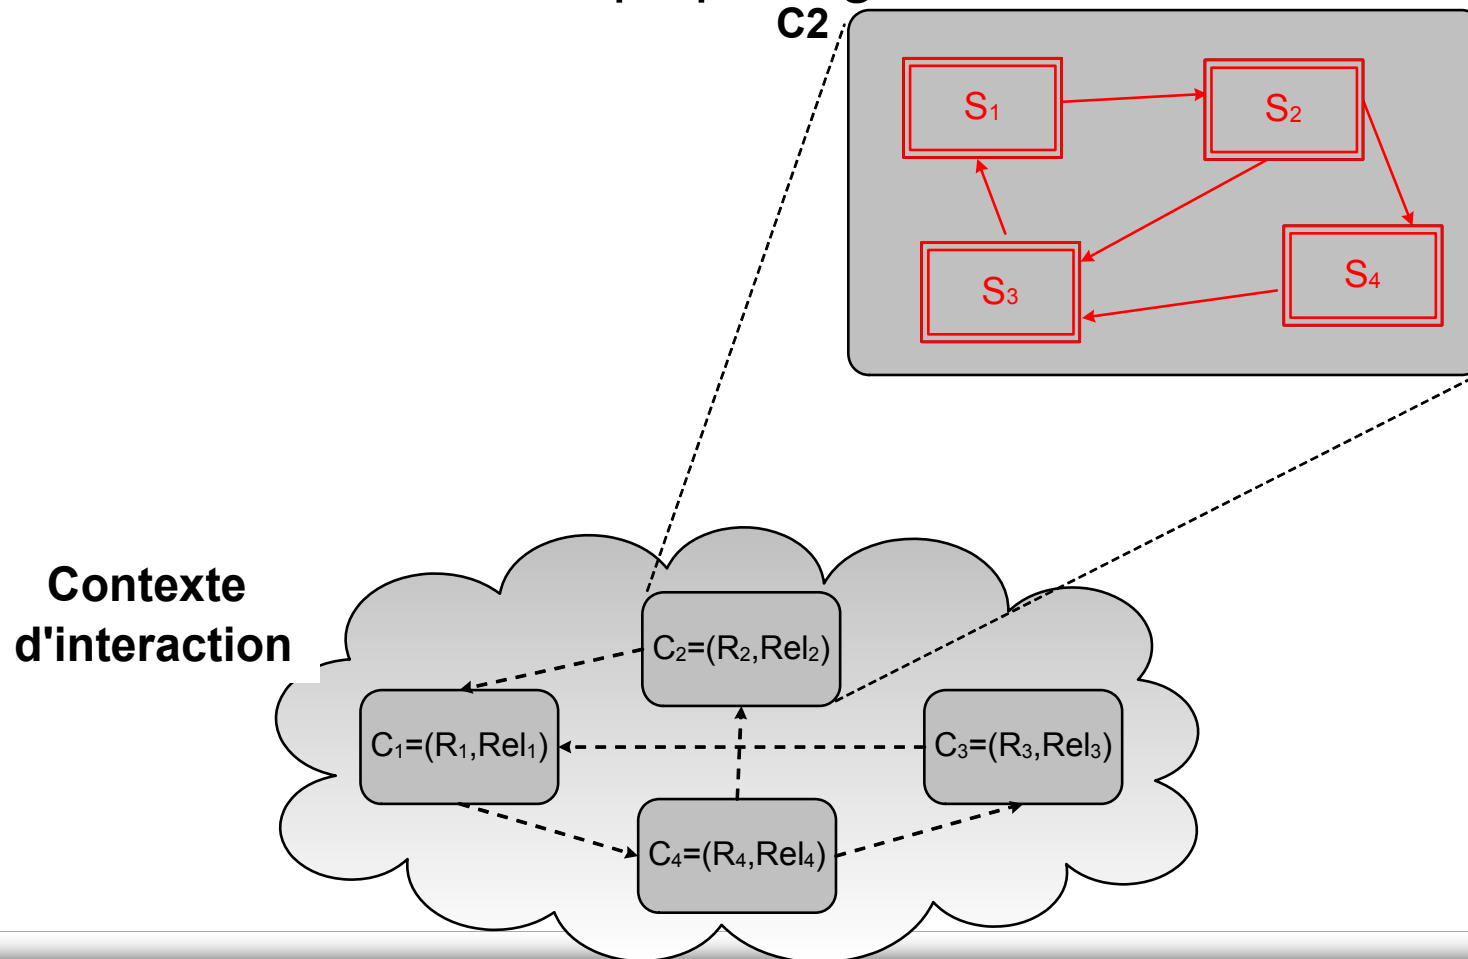 C2
S1
S2
S3
S4
Contexte
d'interaction
C2=(R2,Rel2)
C1=(R1,Rel1)
C3=(R3,Rel3)
C4=(R4,Rel4)